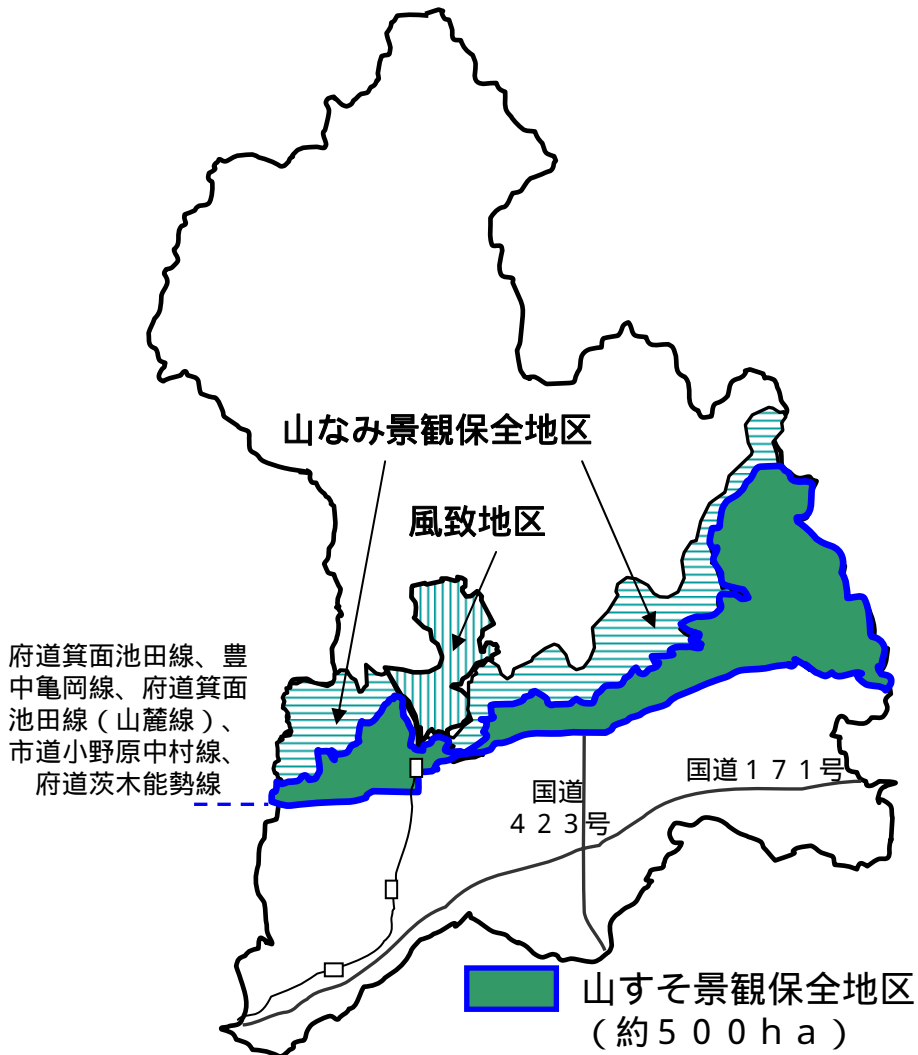 山なみ景観保全地区
風致地区
府道箕面池田線、豊
中亀岡線、府道箕面
池田線（山麓線）、
市道小野原中村線、
府道茨木能勢線
国道１７１号
国道
４２３号
山すそ景観保全地区
（約５００ｈａ）